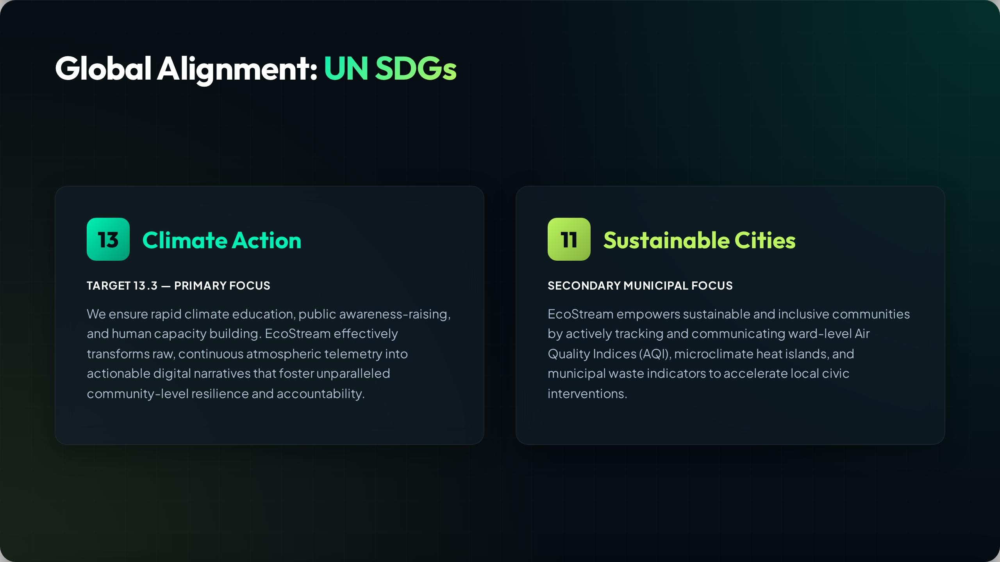 Global Alignment: UN SDGs
13
Climate Action
TARGET 13.3 — PRIMARY FOCUS
We ensure rapid climate education, public awareness-raising,
and human capacity building. EcoStream effectively
transforms raw, continuous atmospheric telemetry into
actionable digital narratives that foster unparalleled
community-level resilience and accountability.
11
Sustainable Cities
SECONDARY MUNICIPAL FOCUS
EcoStream empowers sustainable and inclusive communities
by actively tracking and communicating ward-level Air
Quality Indices (AQI), microclimate heat islands, and
municipal waste indicators to accelerate local civic
interventions.